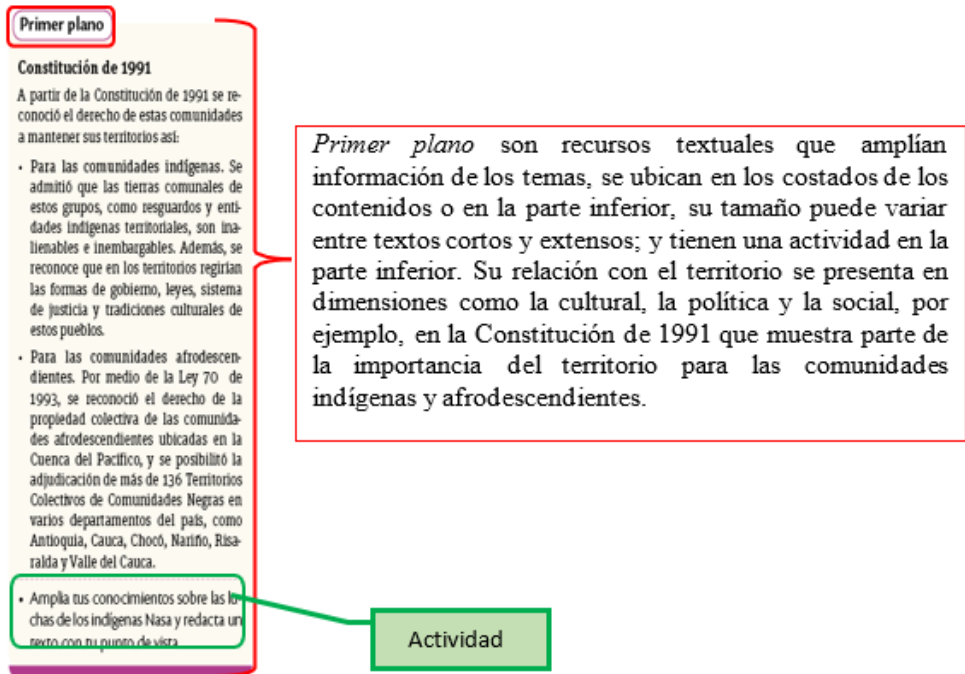 Primer plano
Constitución de 1991
A partir de la Constitución de 1991 se re-
conoció el derecho de estas comunidades
a mantener sus territorios así:
• Para las comunidades indígenas. Se
admitió que las tierras comunales de
estos grupos, como resguardos y enti-
dades indígenas territoriales, son ina-
lienables e inembargables. Además, se
reconoce que en los territorios regirían
las formas de gobierno, leyes, sistema
de justicia y tradiciones culturales de
estos pueblos.
• Para las comunidades afrodescen-
dientes. Por medio de la Ley 70 de
1993, se reconoció el derecho de la
propiedad colectiva de las comunida-
des afrodescendientes ubicadas en la
Cuenca del Pacífico, y se posibilitó la
adjudicación de más de 136 Territorios
Colectivos de Comunidades Negras en
varios departamentos del país, como
Antioquia, Cauca, Chocó, Nariño, Risa-
ralda y Valle del Cauca.
• Amplía tus conocimientos sobre las lu-
chas de los indígenas Nasa y redacta un
texto con tu punto de vista
Primer plano son recursos textuales que amplían
información de los temas, se ubican en los costados de los
contenidos o en la parte inferior, su tamaño puede variar
entre textos cortos y extensos; y tienen una actividad en la
parte inferior. Su relación con el territorio se presenta en
dimensiones como la cultural, la política y la social, por
ejemplo, en la Constitución de 1991 que muestra parte de
la importancia del territorio para las comunidades
indígenas y afrodescendientes.
Actividad